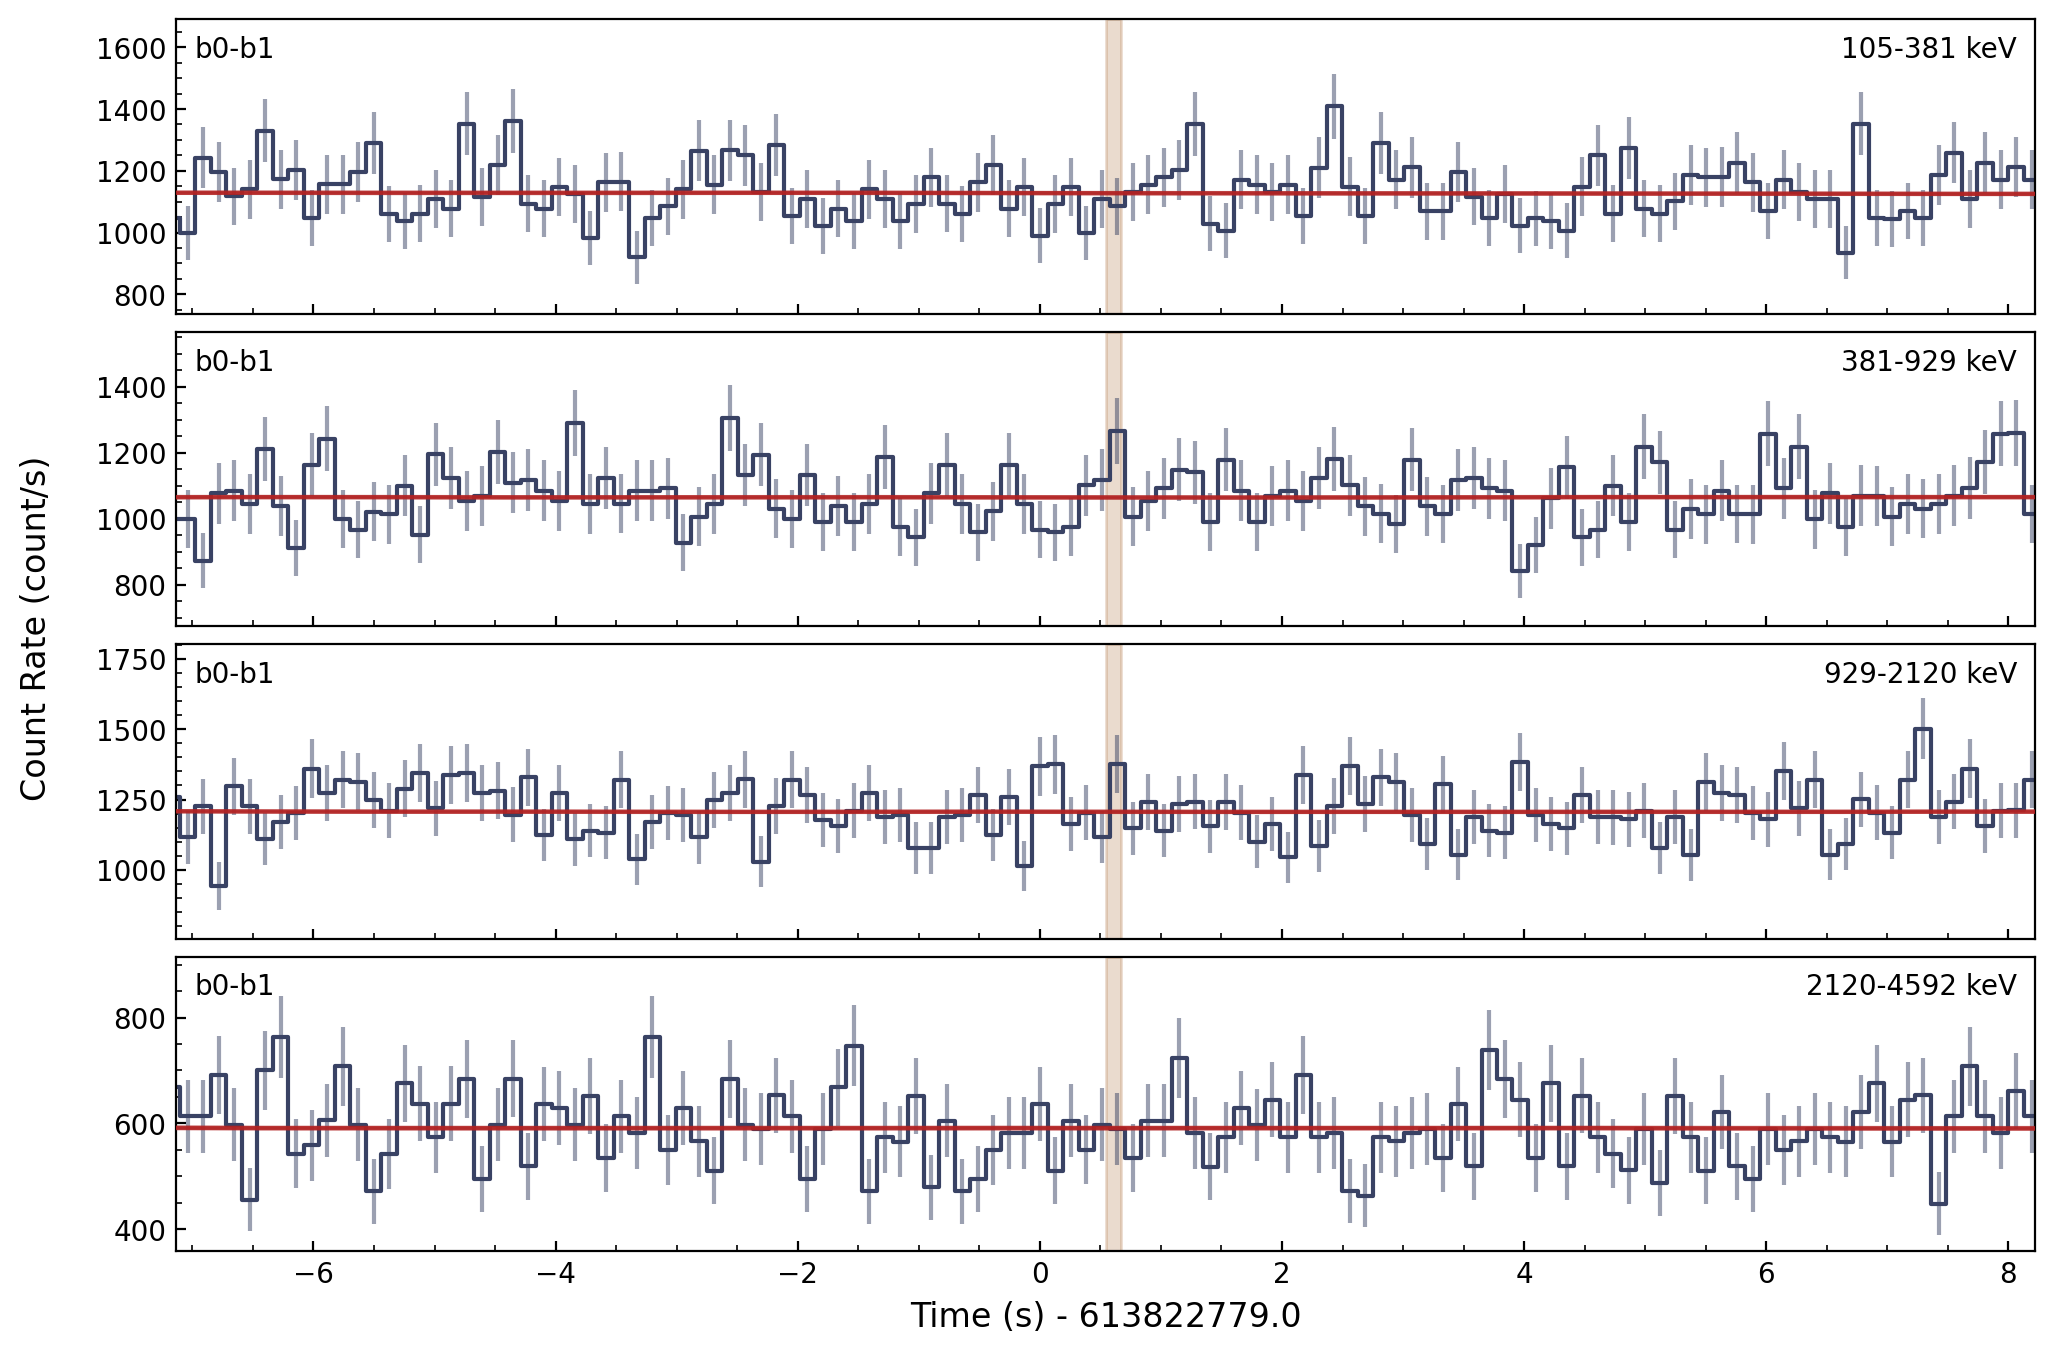 b0-b1 105-381 keV
1600
1400
1200
1000
800
b0-b1 381-929 keV
1400
1200
1000
800
b0-b1 929-2120 keV
1750
1500
1250
1000
b0-b1 2120-4592 keV
800
600
400
−6 −4 −2 0 2 4 6 8
Count Rate (count/s)
Time (s) - 613822779.0